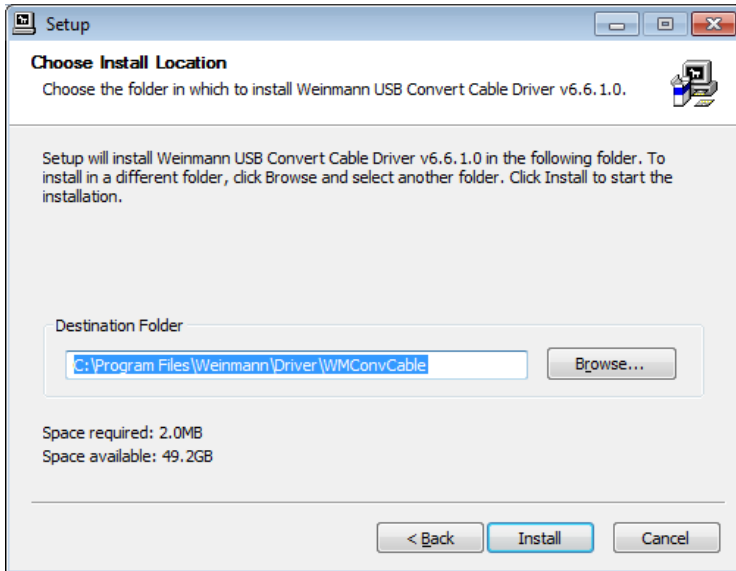 Setup
Choose Install Location
Choose the folder in which to install Weinmann USB Convert Cable Driver v6.6.1.0.
Setup will install Weinmann USB Convert Cable Driver v6.6.1.0 in the following folder. To
install in a different folder, click Browse and select another folder. Click Install to start the
installation.
Destination Folder
C:\Program Files\Weinmann\Driver\WMConvCable
Browse...
Space required: 2.0MB
Space available: 49.2GB
< Back
Install
Cancel